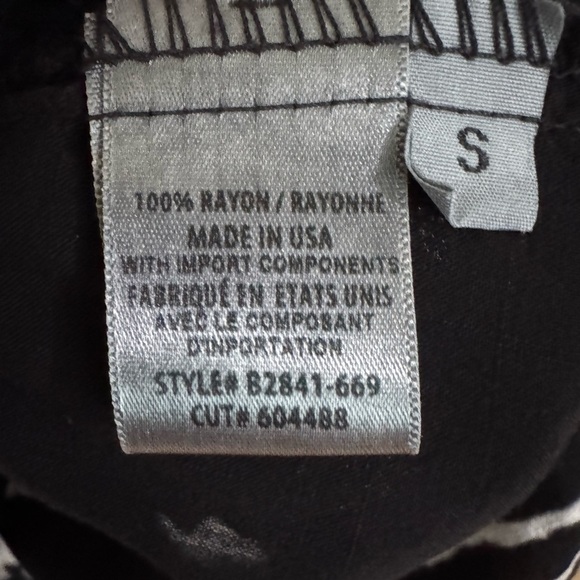 S
100% RAYON / RAYONNE
MADE IN USA
WITH IMPORT COMPONENTS
FABRIQUÉ EN ETATS UNIS
AVEC LE COMPOSANT
D'INPORTATION
STYLE# B2841-669
CUT# 604488